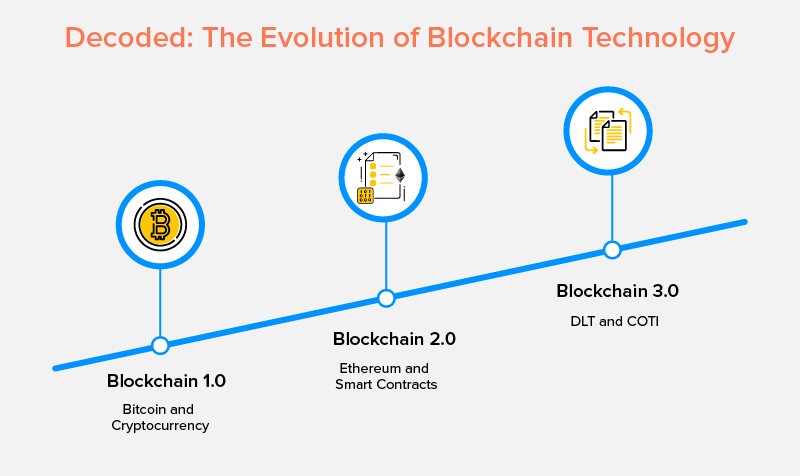 Decoded: The Evolution of Blockchain Technology
Blockchain 1.0
Bitcoin and
Cryptocurrency
Blockchain 2.0
Ethereum and
Smart Contracts
Blockchain 3.0
DLT and COTI